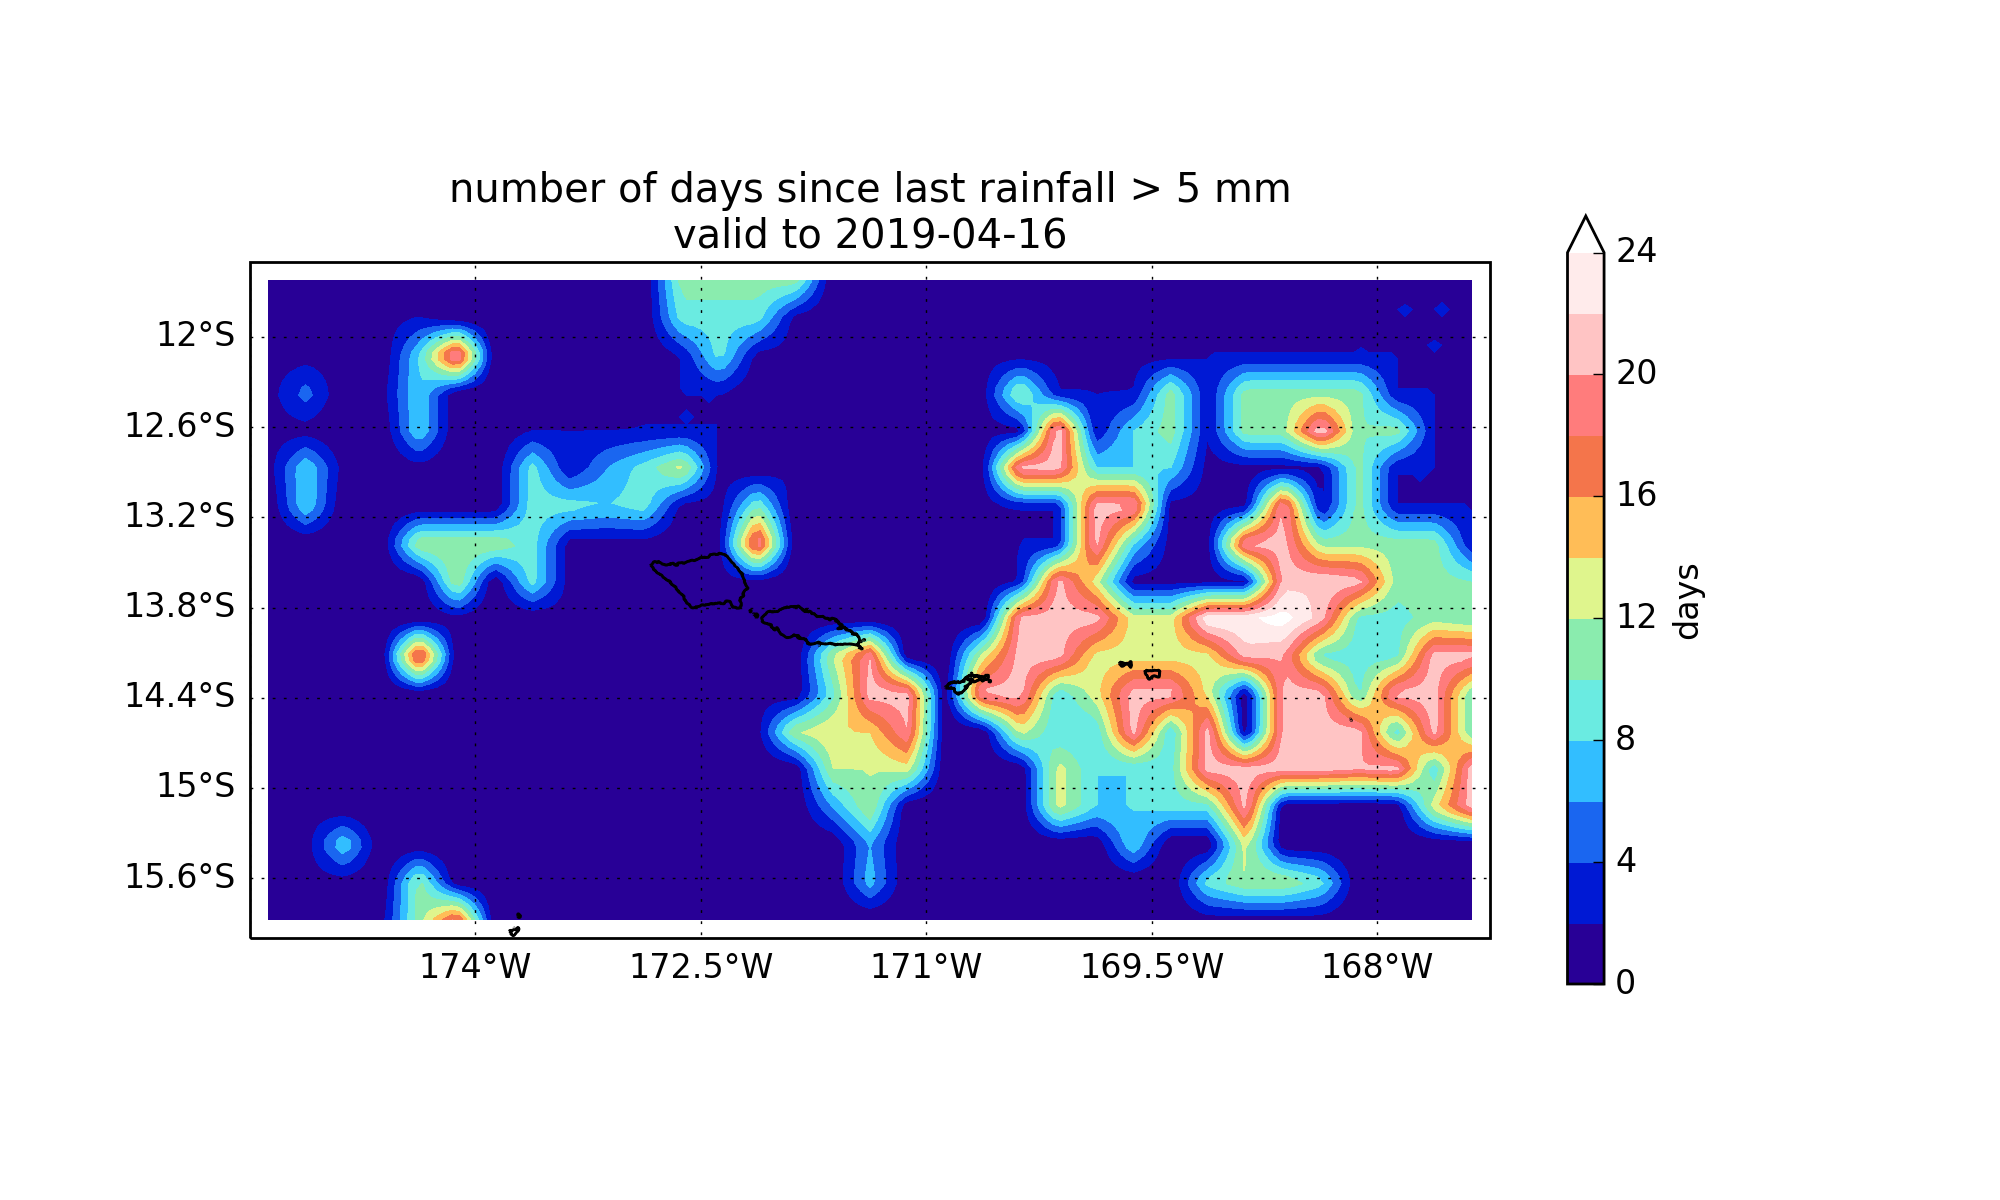 number of days since last rainfall > 5 mm
valid to 2019-04-16
12°S
12.6°S
13.2°S
13.8°S
14.4°S
15°S
15.6°S
174°W
172.5°W
171°W
169.5°W
168°W
24
20
16
12
8
4
0
days